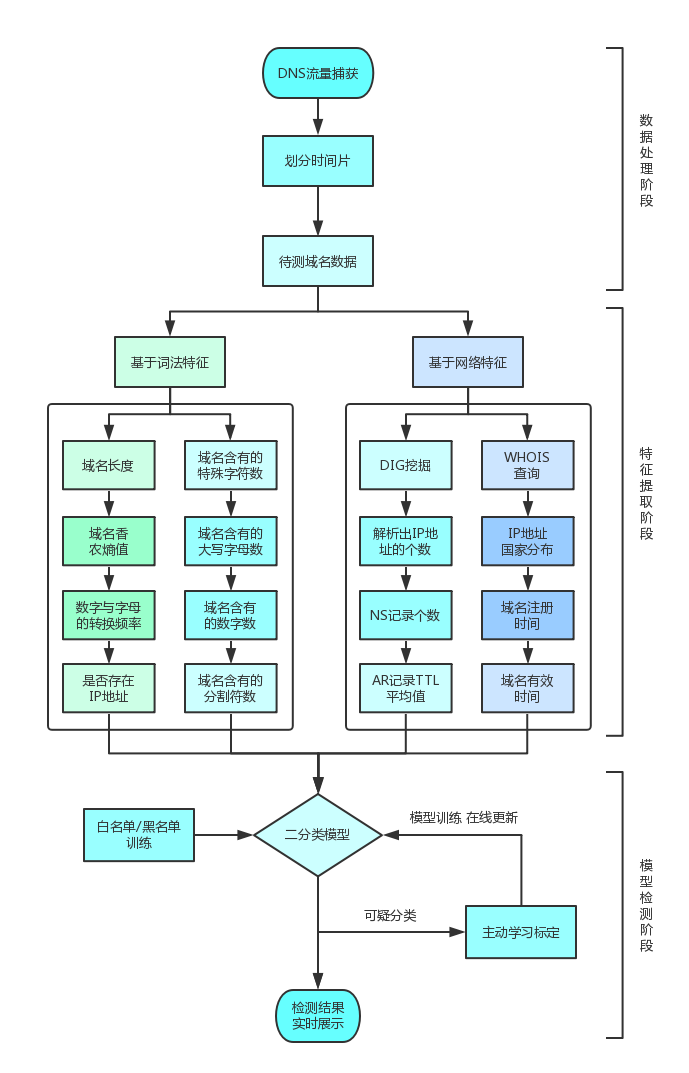 DNS流量捕获
划分时间片
待测域名数据
数据处理阶段
基于词法特征
基于网络特征
域名长度
域名香
农熵值
数字与字母
的转换频率
是否存在
IP地址
域名含有的
特殊字符数
域名含有的
大写字母数
域名含有
的数字数
域名含有的
分割符数
DIG挖掘
解析出IP地
址的个数
NS记录个数
AR记录TTL
平均值
WHOIS
查询
IP地址
国家分布
域名注册
时间
域名有效
时间
特征提取阶段
白名单/黑名单
训练
二分类模型
模型训练 在线更新
可疑分类
主动学习标定
检测结果
实时展示
模型检测阶段